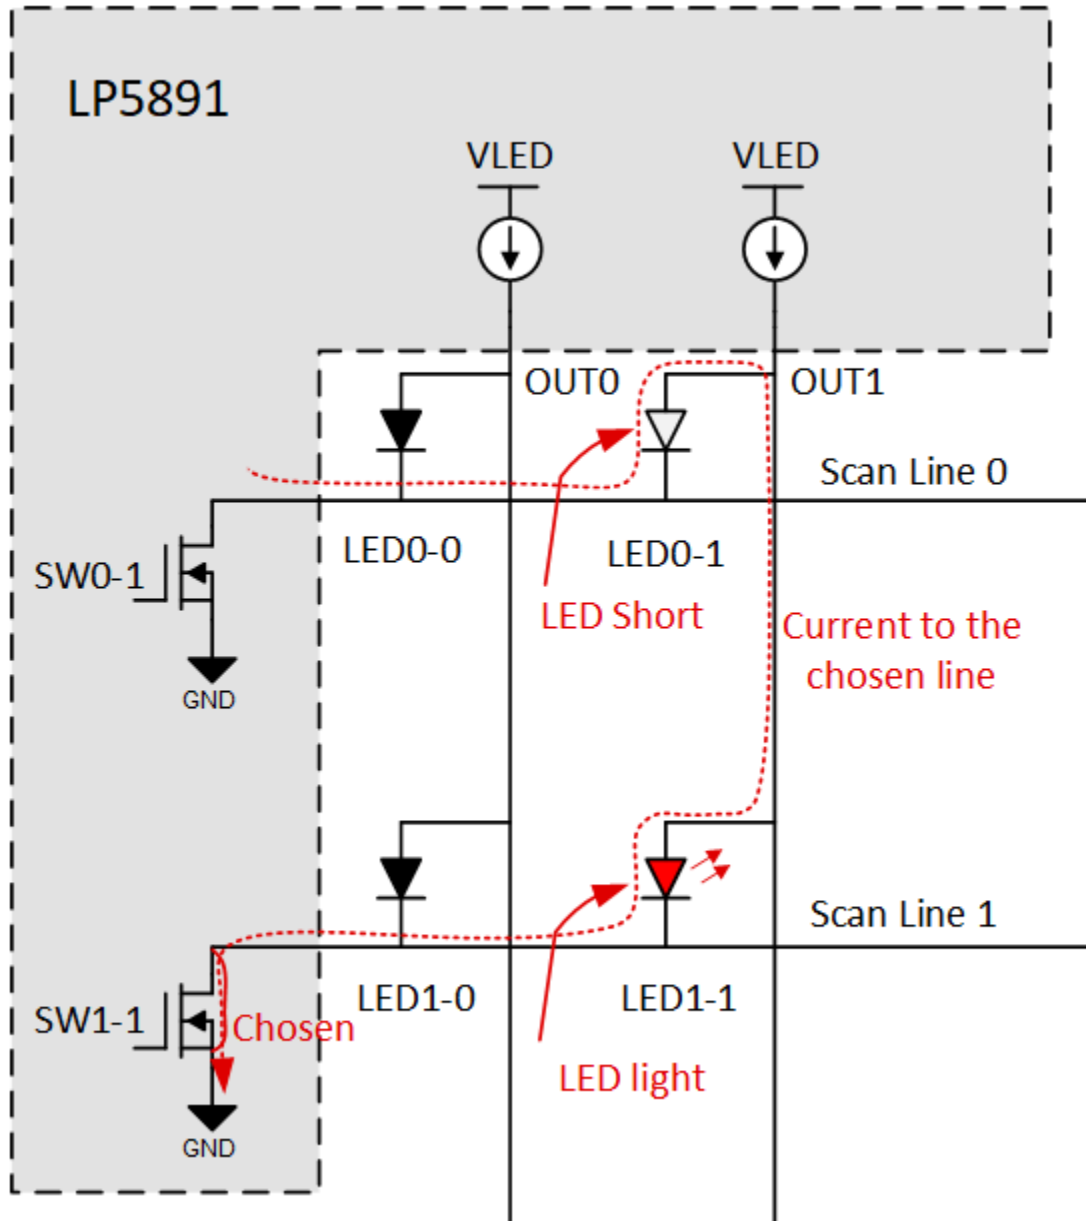 LP5891
VLED
VLED
OUT0
OUT1
Scan Line 0
LED0-0
LED0-1
SW0-1
LED Short
Current to the
chosen line
GND
Scan Line 1
LED1-0
LED1-1
SW1-1
Chosen
LED light
GND